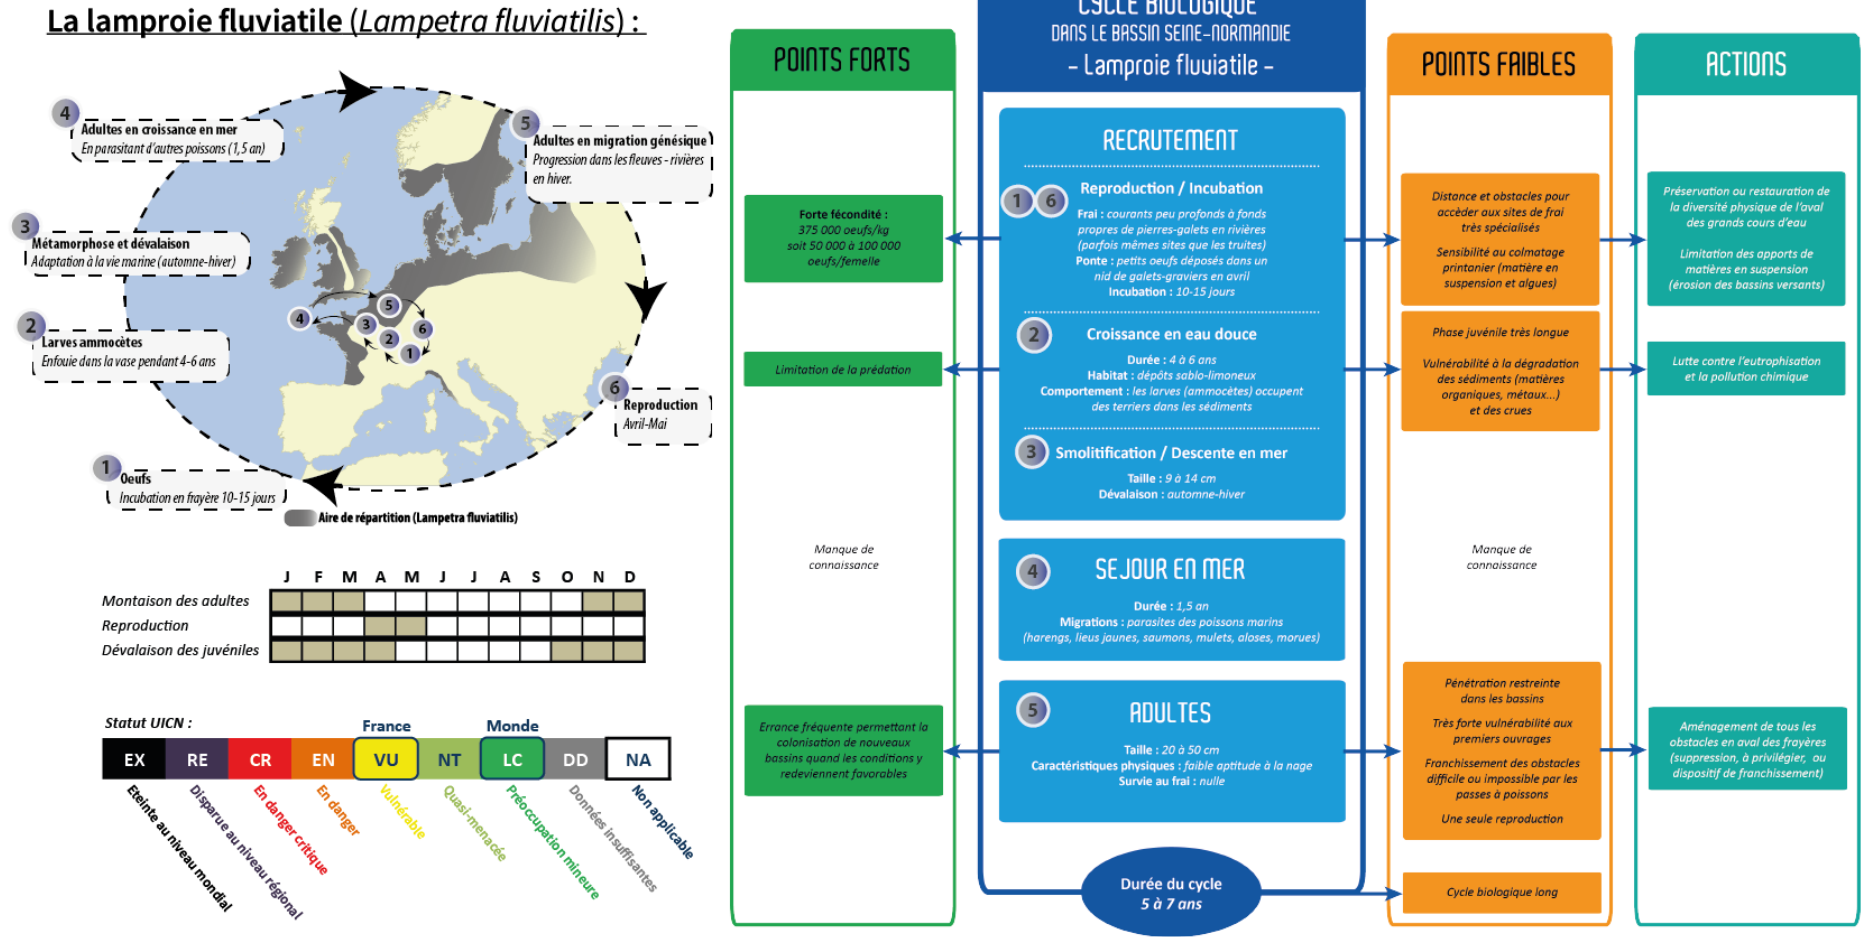 La lamproie fluviatile (Lampetra fluviatilis) :
4
Adultes en croissance en mer
En parasitant d'autres poissons (1,5 an)
5
Adultes en migration génésique
Progression dans les fleuves - rivières
en hiver.
3
Métamorphose et dévalaison
Adaptation à la vie marine (automne-hiver)
2
Larves ammocètes
Enfouie dans la vase pendant 4-6 ans
6
Reproduction
Avril-Mai
1
Oeufs
Incubation en frayère 10-15 jours
4
5
3
6
2
1
Aire de répartition (Lampetra fluviatilis)
J F M A M J J A S O N D
Montaison des adultes
Reproduction
Dévalaison des juvéniles
Statut UICN :
France
Monde
EX RE CR EN VU NT LC DD NA
Eteinte au niveau mondial
Disparue au niveau régional
En danger critique
En danger
Vulnérable
Quasi-menacée
Préoccupation mineure
Données insuffisantes
Non applicable
POINTS FORTS
Forte fécondité :
375 000 oeufs/kg
soit 50 000 à 100 000
oeufs/femelle
Limitation de la prédation
Manque de
connaissance
Errance fréquente permettant la
colonisation de nouveaux
bassins quand les conditions y
redeviennent favorables
CYCLE BIOLOGIQUE
DANS LE BASSIN SEINE-NORMANDIE
- Lamproie fluviatile -
RECRUTEMENT
1 6
Reproduction / Incubation
Frai : courants peu profonds à fonds
propres de pierres-galets en rivières
(parfois mêmes sites que les truites)
Ponte : petits oeufs déposés dans un
nid de galets-graviers en avril
Incubation : 10-15 jours
2
Croissance en eau douce
Durée : 4 à 6 ans
Habitat : dépôts sablo-limoneux
Comportement : les larves (ammocètes) occupent
des terriers dans les sédiments
3
Smolitification / Descente en mer
Taille : 9 à 14 cm
Dévalaison : automne-hiver
4
SEJOUR EN MER
Durée : 1,5 an
Migrations : parasites des poissons marins
(harengs, lieus jaunes, saumons, mulets, aloses, morues)
5
ADULTES
Taille : 20 à 50 cm
Caractéristiques physiques : faible aptitude à la nage
Survie au frai : nulle
Durée du cycle
5 à 7 ans
POINTS FAIBLES
Distance et obstacles pour
accèder aux sites de frai
très spécialisés
Sensibilité au colmatage
printanier (matière en
suspension et algues)
Phase juvénile très longue
Vulnérabilité à la dégradation
des sédiments (matières
organiques, métaux...)
et des crues
Manque de
connaissance
Pénétration restreinte
dans les bassins
Très forte vulnérabilité aux
premiers ouvrages
Franchissement des obstacles
difficile ou impossible par les
passes à poissons
Une seule reproduction
Cycle biologique long
ACTIONS
Préservation ou restauration de
la diversité physique de l'aval
des grands cours d'eau
Limitation des apports de
matières en suspension
(érosion des bassins versants)
Lutte contre l'eutrophisation
et la pollution chimique
Aménagement de tous les
obstacles en aval des frayères
(suppression, à privilégier, ou
dispositif de franchissement)